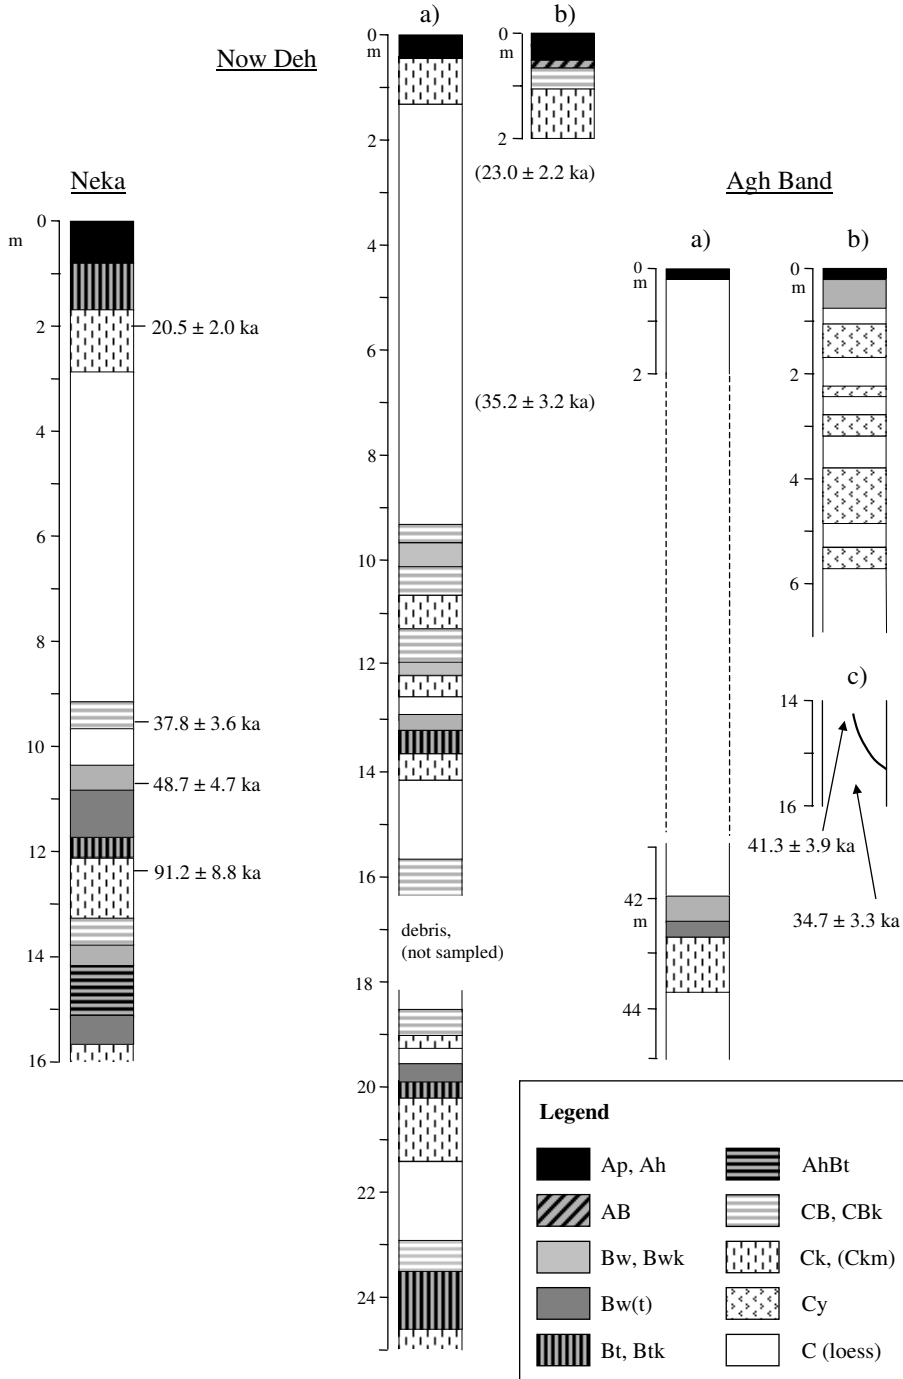 a)
b)
Now Deh
0
m
2
4
6
8
10
12
14
16
18
20
22
24
debris,
(not sampled)
0
m
2
(23.0 ± 2.2 ka)
(35.2 ± 3.2 ka)
Neka
0
m
2
4
6
8
10
12
14
16
20.5 ± 2.0 ka
37.8 ± 3.6 ka
48.7 ± 4.7 ka
91.2 ± 8.8 ka
Agh Band
a)
0
m
2
42
m
44
b)
0
m
2
4
6
c)
14
16
41.3 ± 3.9 ka
34.7 ± 3.3 ka
Legend
Ap, Ah
AB
Bw, Bwk
Bw(t)
Bt, Btk
AhBt
CB, CBk
Ck, (Ckm)
Cy
C (loess)